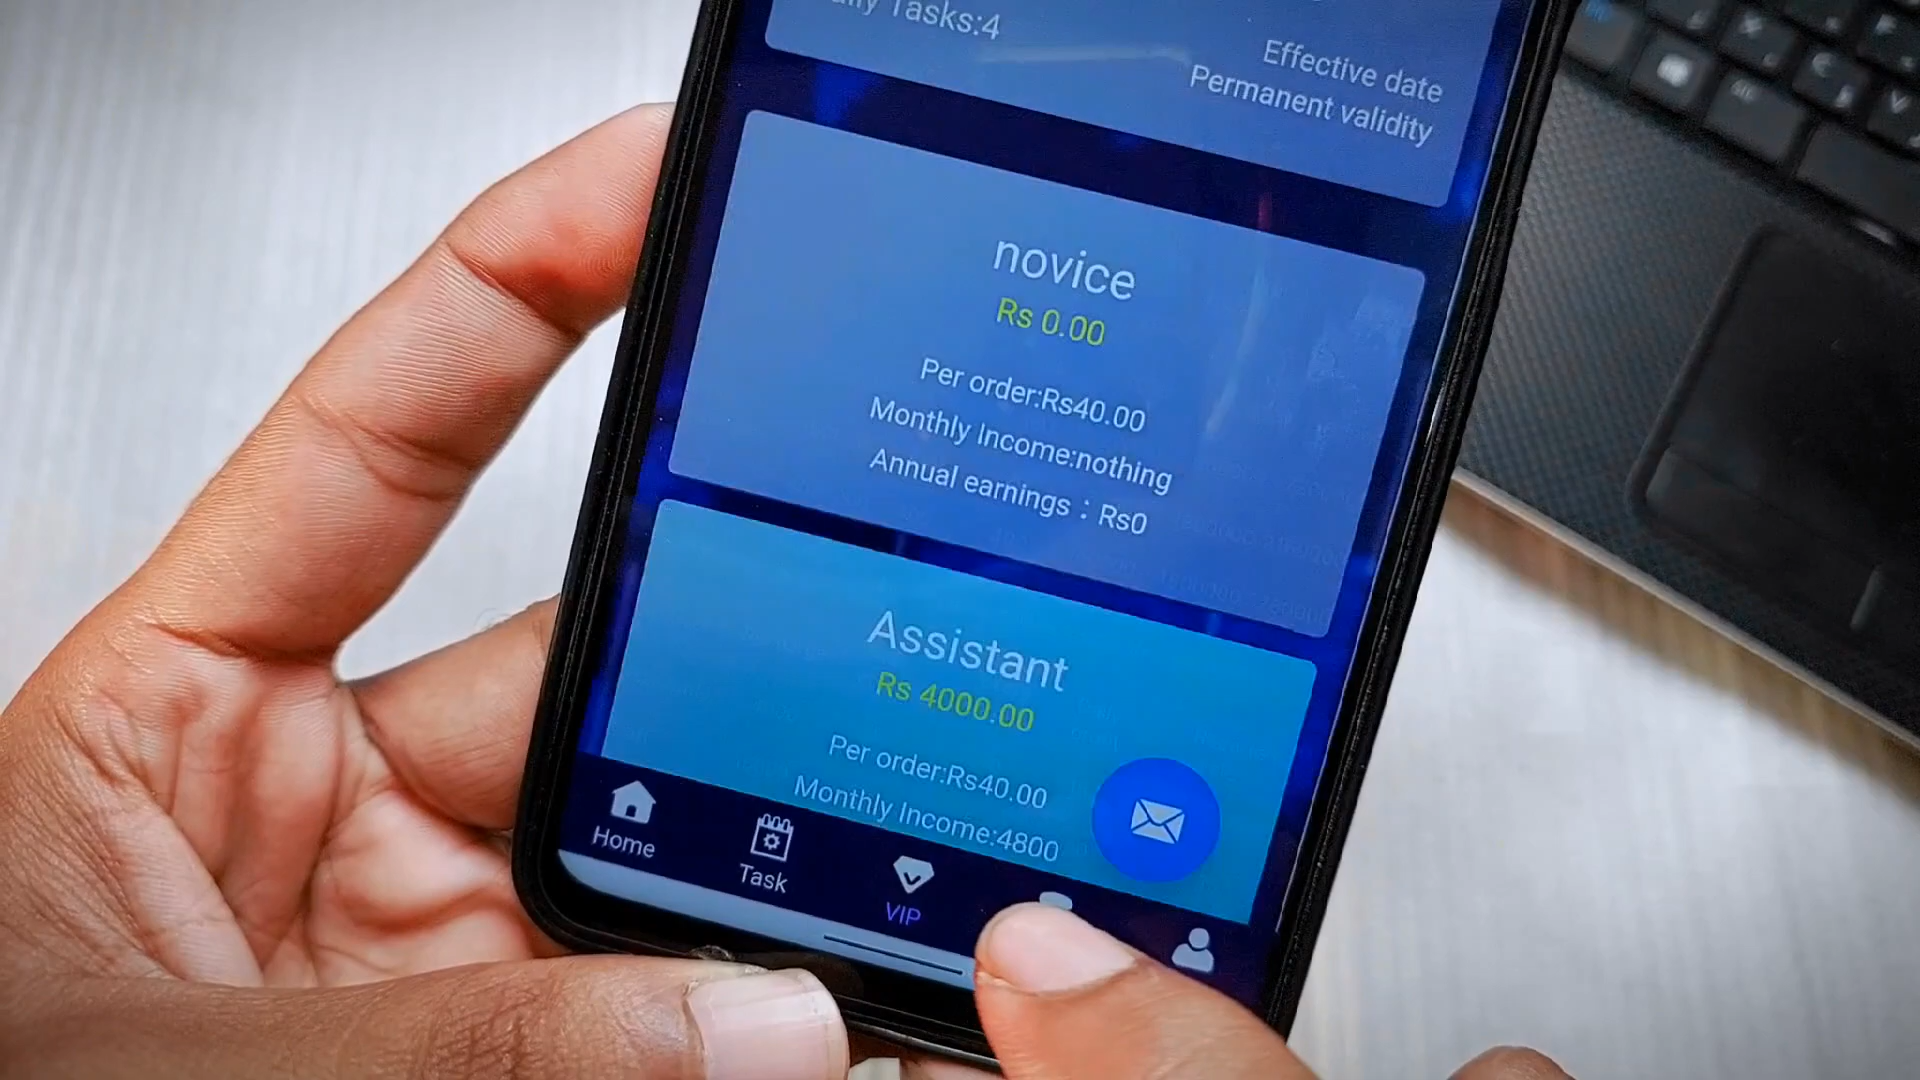 Tasks:4
Effective date
Permanent validity
novice
Rs 0.00
Per order:Rs40.00
Monthly Income:nothing
Annual earnings：Rs0
Assistant
Rs 4000.00
Per order:Rs40.00
Monthly Income:4800
Home
Task
VIP